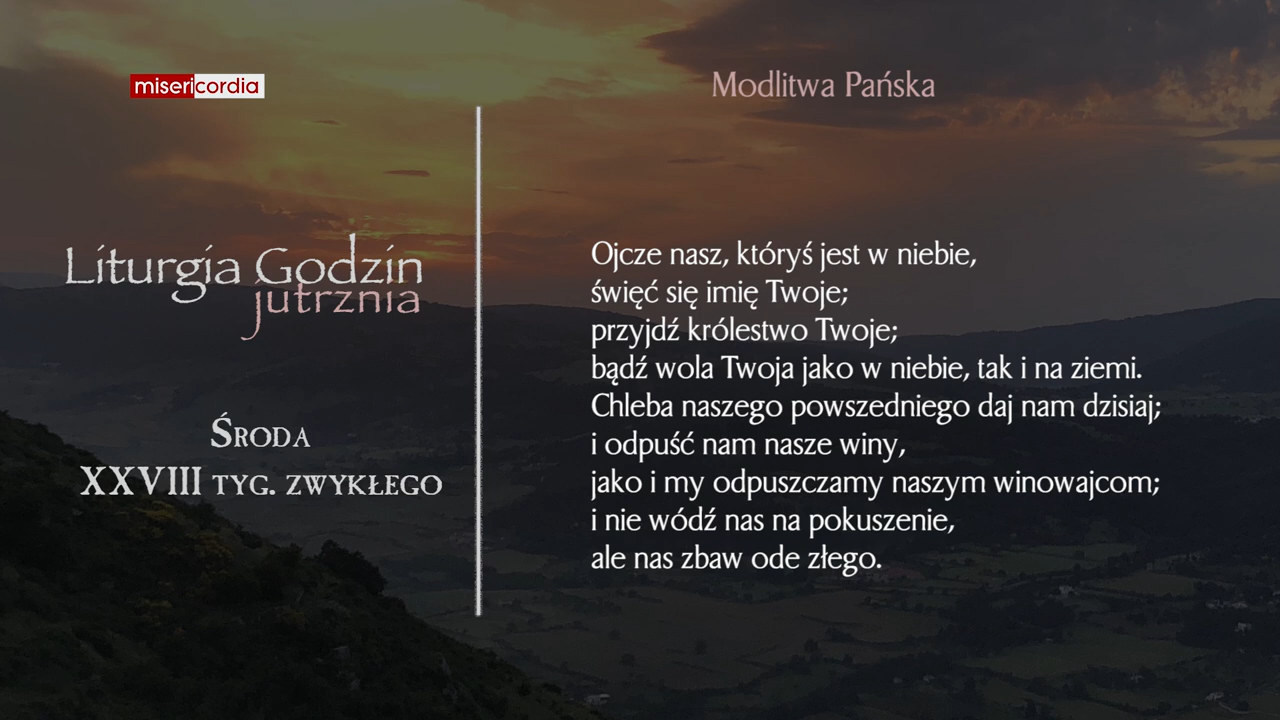 misericordia
Liturgia Godzin
jutrznia
Środa
XXVIII tyg. zwykłego
Modlitwa Pańska
Ojcze nasz, któryś jest w niebie,
święć się imię Twoje;
przyjdź królestwo Twoje;
bądź wola Twoja jako w niebie, tak i na ziemi.
Chleba naszego powszedniego daj nam dzisiaj;
i odpuść nam nasze winy,
jako i my odpuszczamy naszym winowajcom;
i nie wódź nas na pokuszenie,
ale nas zbaw ode złego.